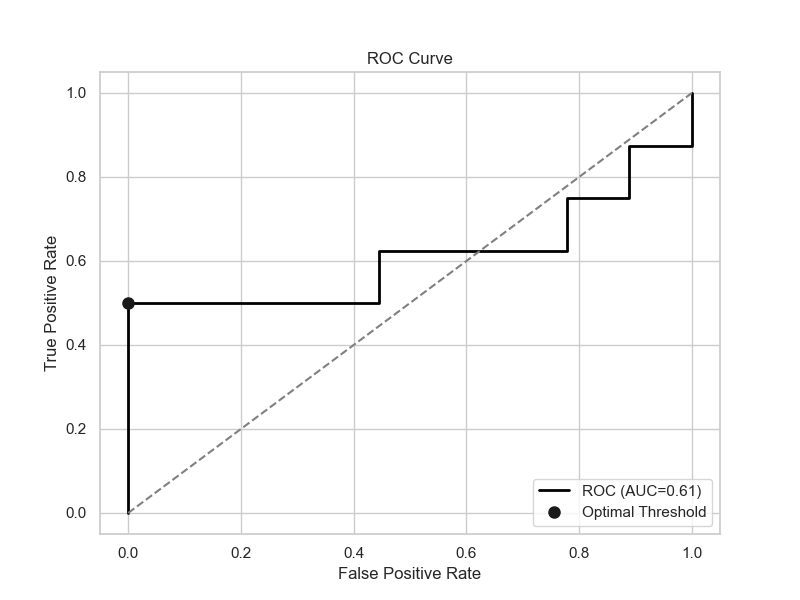 ROC Curve
True Positive Rate
1.0
0.8
0.6
0.4
0.2
0.0
0.0 0.2 0.4 0.6 0.8 1.0
False Positive Rate
ROC (AUC=0.61)
Optimal Threshold